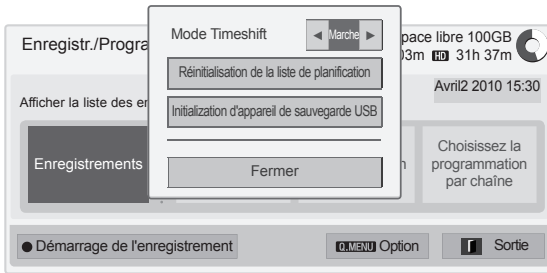 Enregistr./Progra
Mode Timeshift
◄ Marche ►
pace libre 100GB
03m HD 31h 37m
Réinitialisation de la liste de planification
Avril2 2010 15:30
Afficher la liste des en
Initialization d'appareil de sauvegarde USB
Enregistrements
Fermer
Choisissez la
programmation
par chaîne
● Démarrage de l'enregistrement
Q.MENU Option
Sortie